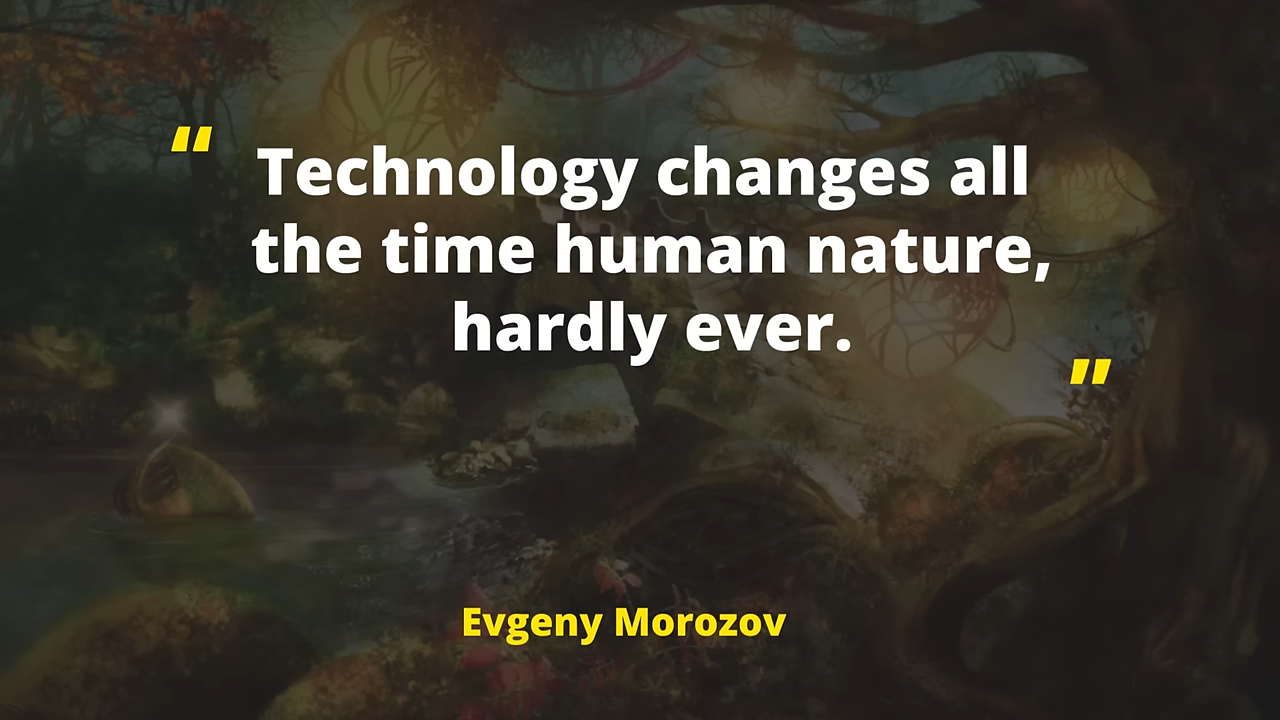 “
Technology changes all
the time human nature,
hardly ever.
”
Evgeny Morozov